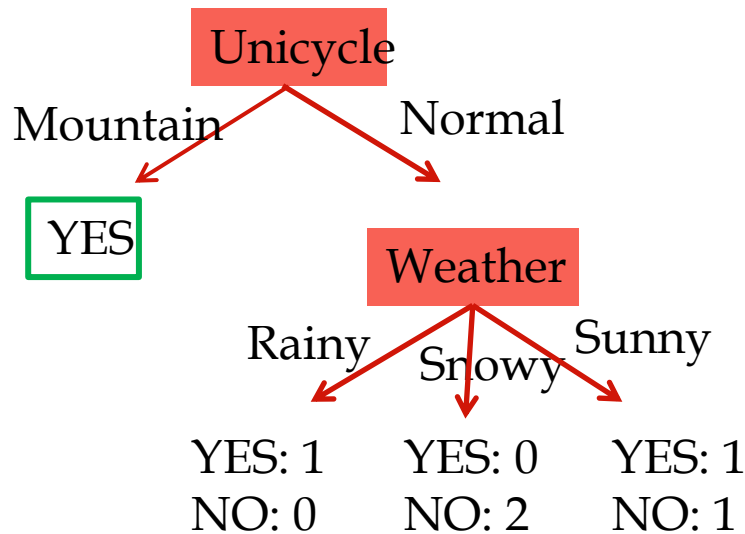 Unicycle
Mountain
Normal
YES
Weather
Rainy
Snowy
Sunny
YES: 1
NO: 0
YES: 0
NO: 2
YES: 1
NO: 1